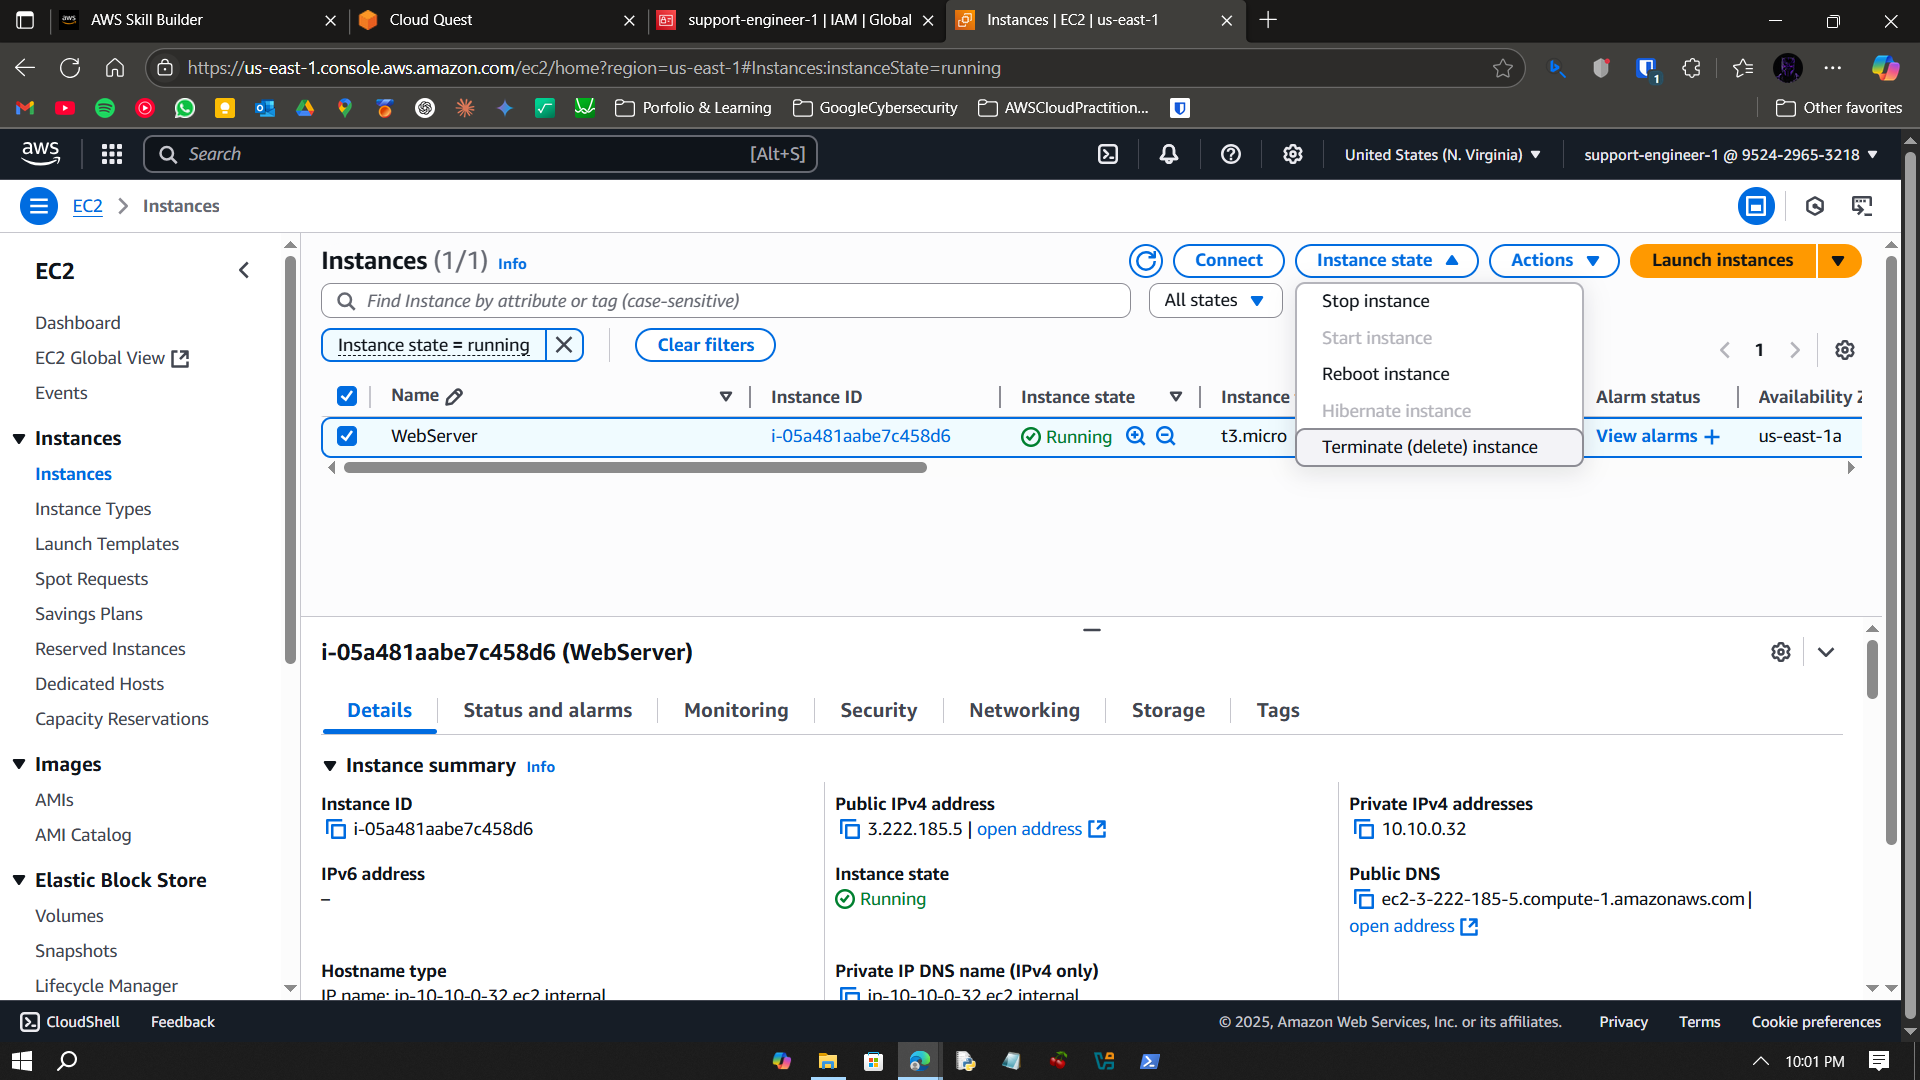 AWS Skill Builder
Cloud Quest
support-engineer-1 | IAM | Global
Instances | EC2 | us-east-1
https://us-east-1.console.aws.amazon.com/ec2/home?region=us-east-1#Instances:instanceState=running
1
Porfolio & Learning
GoogleCybersecurity
AWSCloudPractition...
Other favorites
aws
Search
[Alt+S]
United States (N. Virginia)
support-engineer-1 @ 9524-2965-3218
EC2
Instances
EC2
Dashboard
EC2 Global View
Events
Instances
Instances
Instance Types
Launch Templates
Spot Requests
Savings Plans
Reserved Instances
Dedicated Hosts
Capacity Reservations
Images
AMIs
AMI Catalog
Elastic Block Store
Volumes
Snapshots
Lifecycle Manager
Instances (1/1) Info
Connect
Instance state
Actions
Launch instances
Find Instance by attribute or tag (case-sensitive)
All states
Stop instance
Start instance
Reboot instance
Hibernate instance
Terminate (delete) instance
Instance state = running
Clear filters
1
Name
Instance ID
Instance state
Instance
Alarm status
Availability Z
WebServer
i-05a481aabe7c458d6
Running
t3.micro
View alarms +
us-east-1a
i-05a481aabe7c458d6 (WebServer)
Details
Status and alarms
Monitoring
Security
Networking
Storage
Tags
Instance summary Info
Instance ID
i-05a481aabe7c458d6
Public IPv4 address
3.222.185.5 | open address
Private IPv4 addresses
10.10.0.32
IPv6 address
–
Instance state
Running
Public DNS
ec2-3-222-185-5.compute-1.amazonaws.com |
open address
Hostname type
IP name: ip-10-10-0-32.ec2.internal
Private IP DNS name (IPv4 only)
ip-10-10-0-32.ec2.internal
CloudShell
Feedback
© 2025, Amazon Web Services, Inc. or its affiliates.
Privacy
Terms
Cookie preferences
10:01 PM